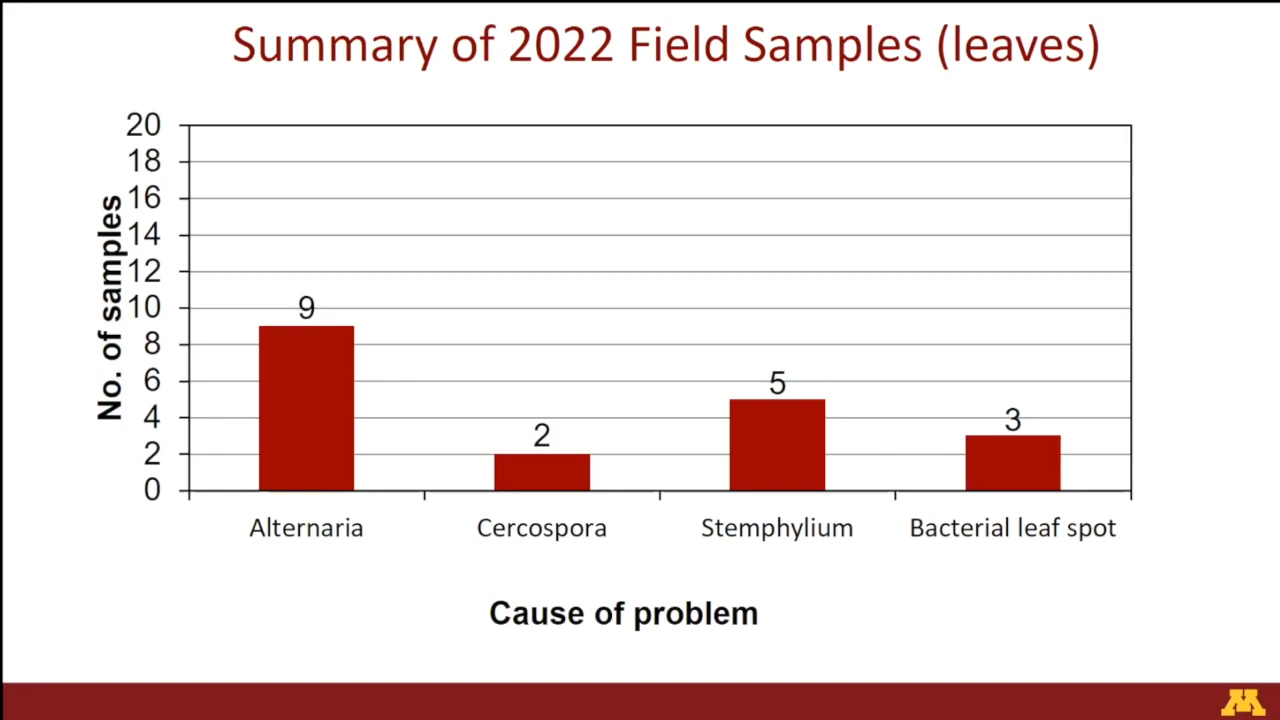 Summary of 2022 Field Samples (leaves)
No. of samples
20
18
16
14
12
10
8
6
4
2
0
9
2
5
3
Alternaria
Cercospora
Stemphylium
Bacterial leaf spot
Cause of problem
M